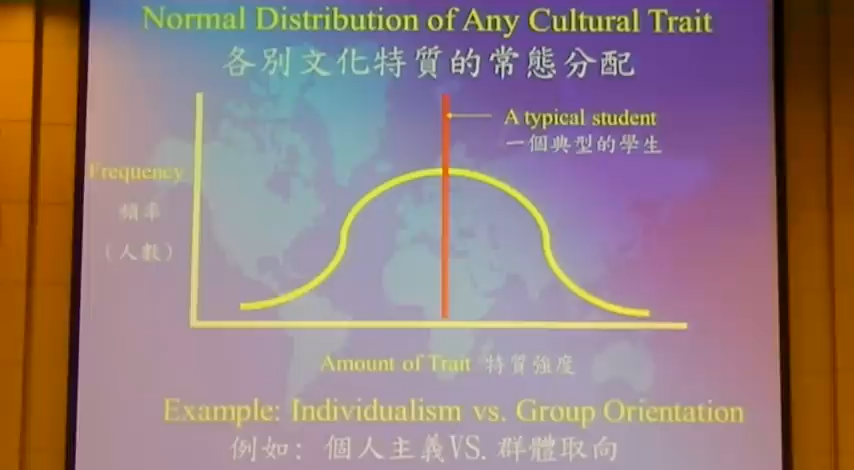 Normal Distribution of Any Cultural Trait
各別文化特質的常態分配
A typical student
一個典型的學生
Frequency
頻率
（人數）
Amount of Trait 特質強度
Example: Individualism vs. Group Orientation
例如: 個人主義VS. 群體取向